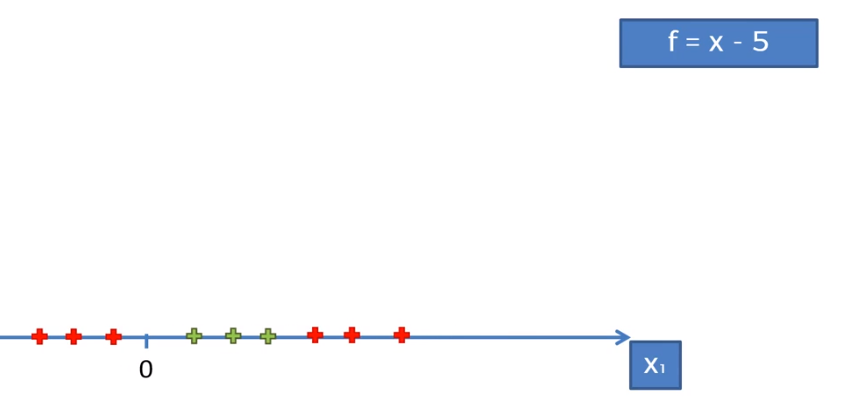 f = x - 5
0
x₁